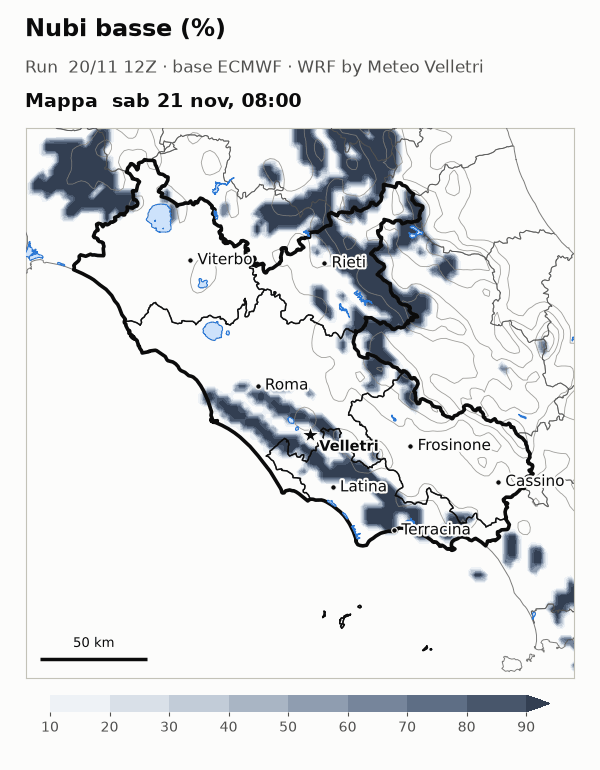 Nubi basse (%)
Run  20/11 12Z · base ECMWF · WRF by Meteo Velletri
Mappa  sab 21 nov, 08:00
Viterbo
Rieti
Roma
Velletri
Frosinone
Latina
Cassino
Terracina
50 km
10 20 30 40 50 60 70 80 90